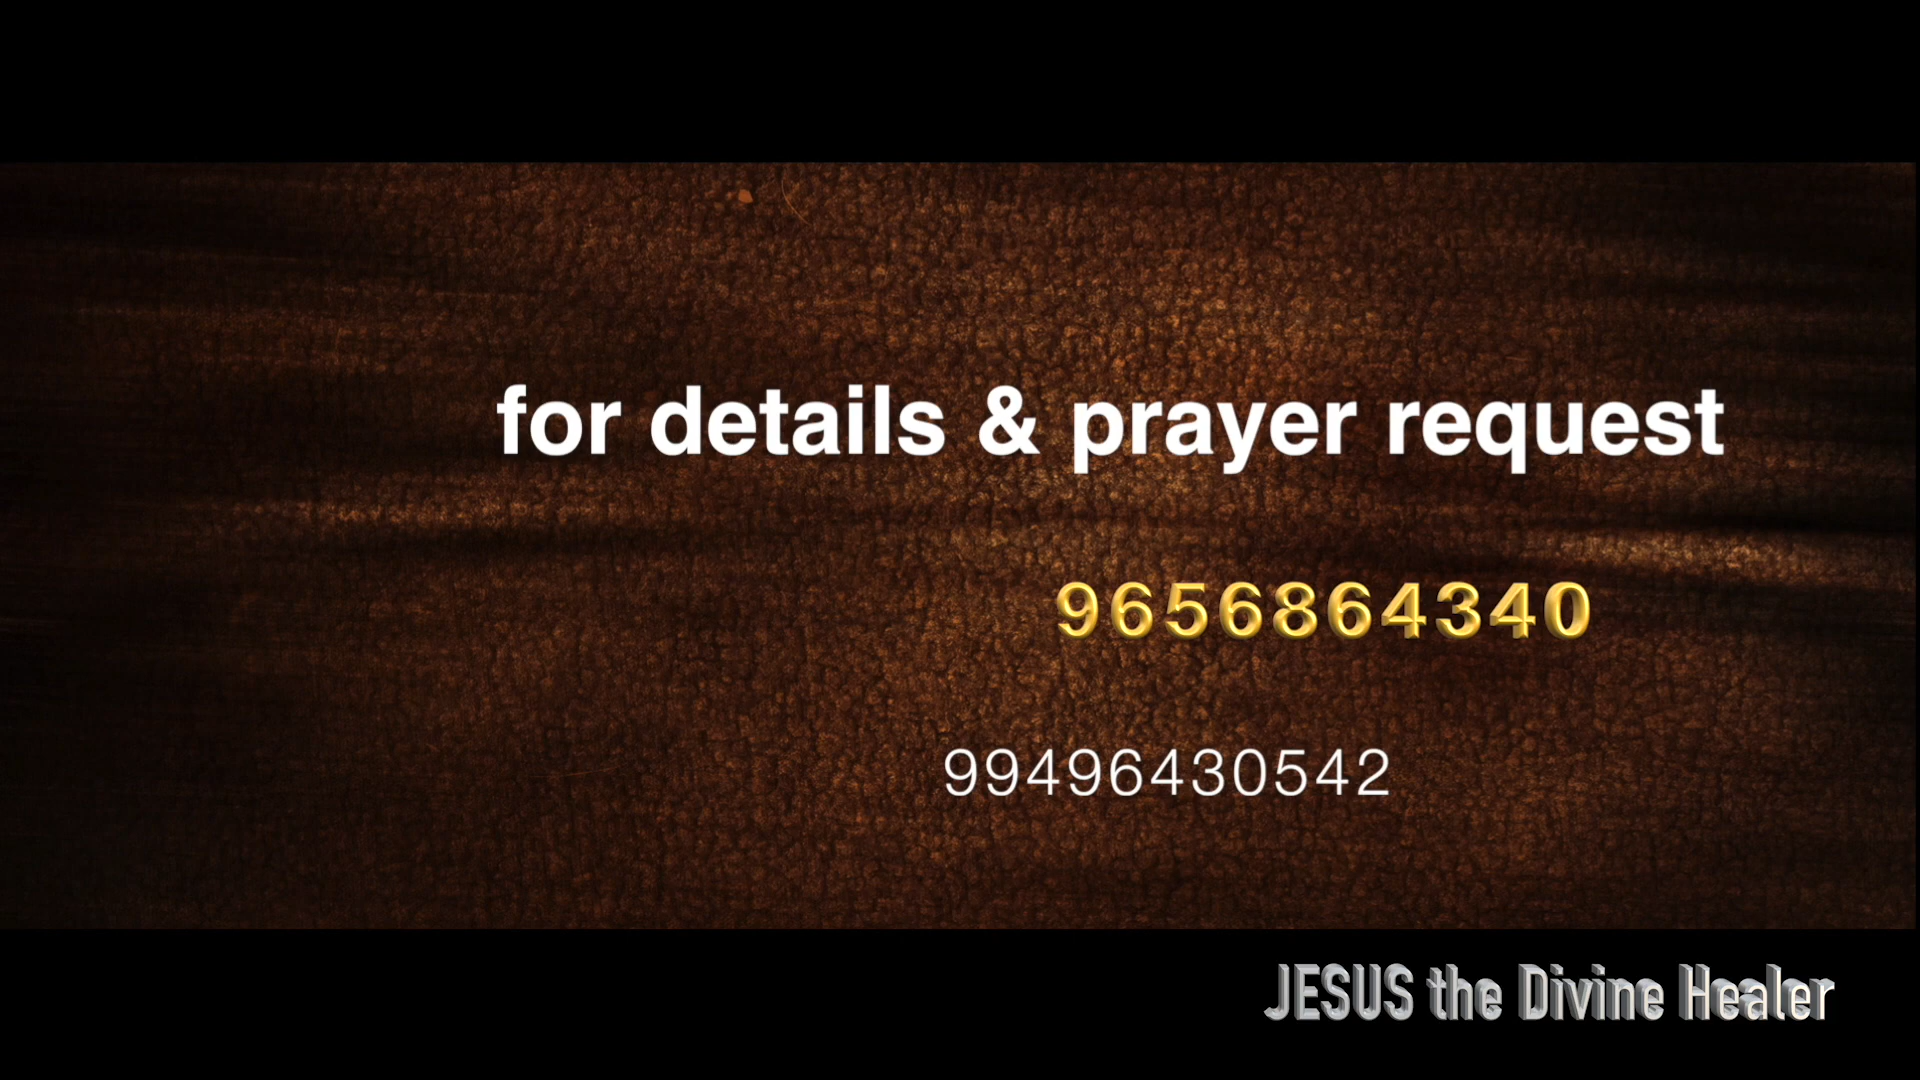 for details & prayer request
9656864340
99496430542
JESUS the Divine Healer